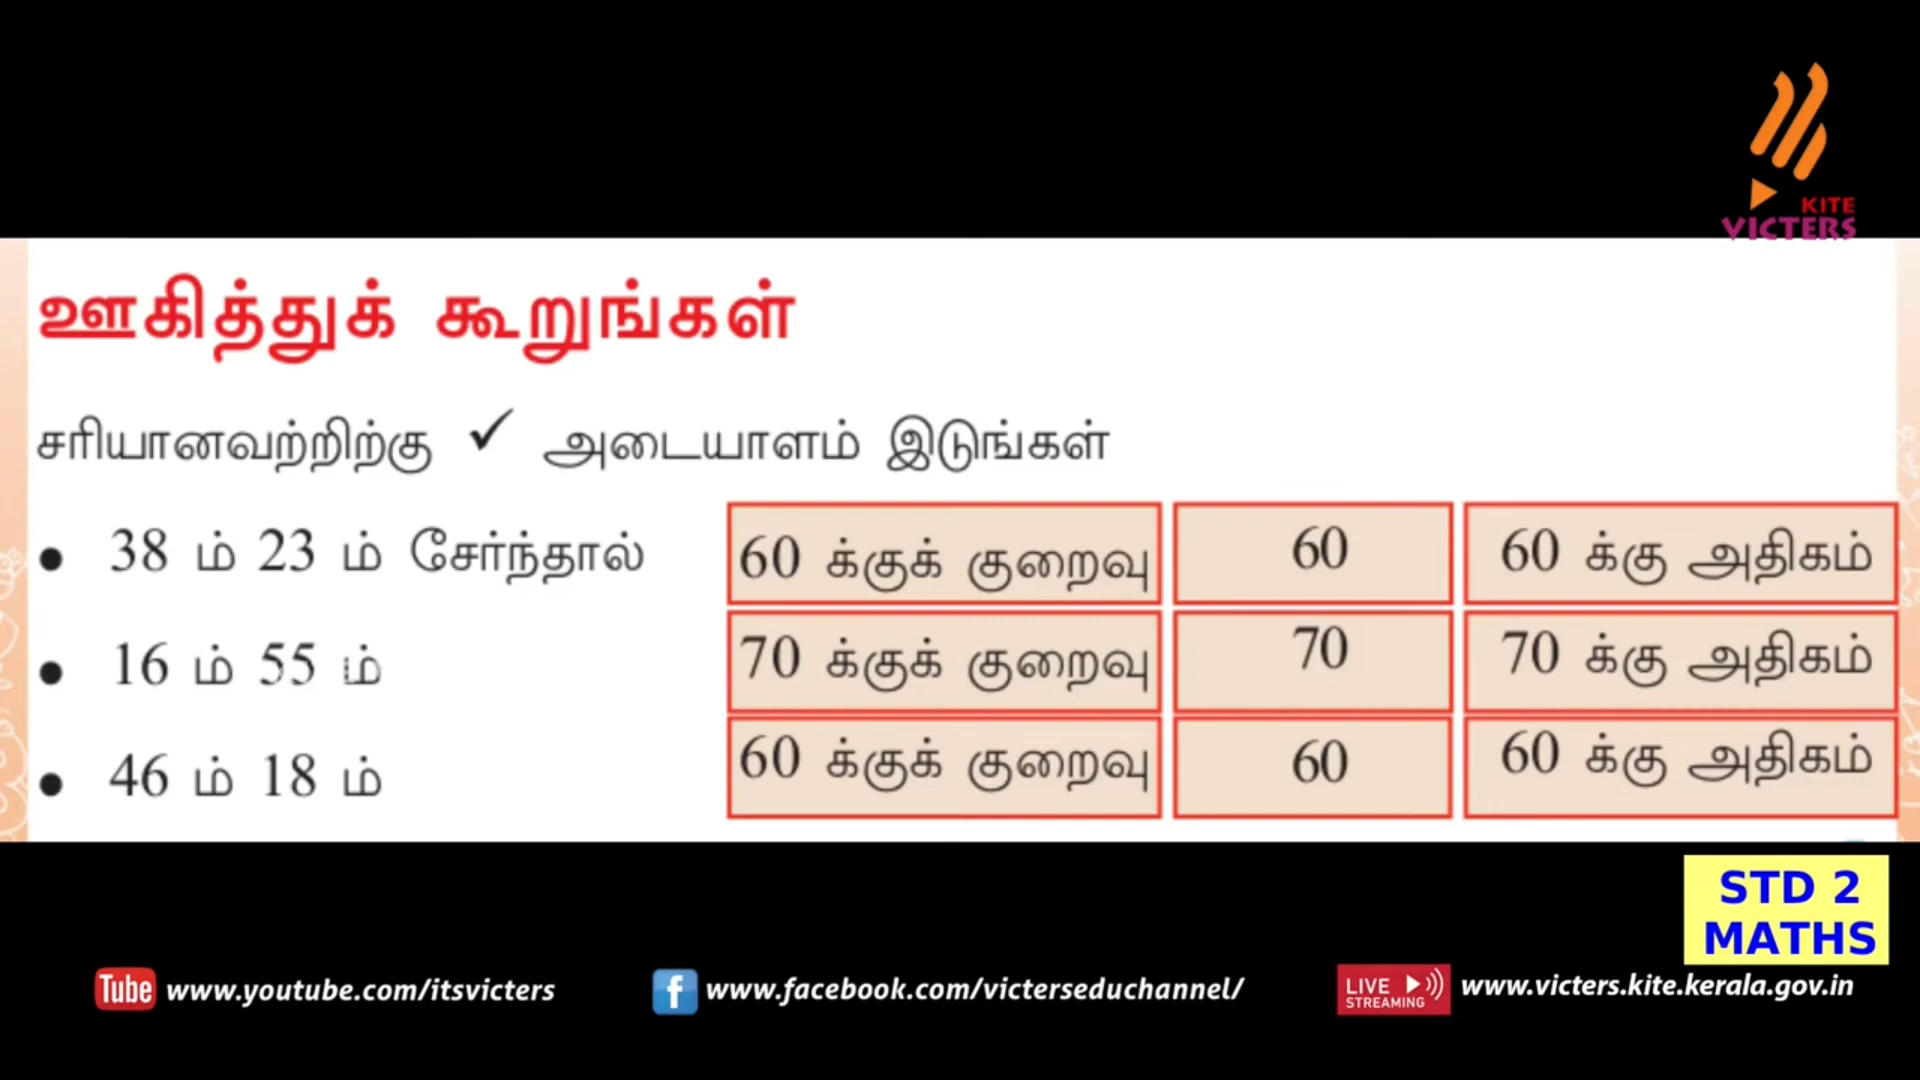 KITE
VICTERS
ஊகித்துக் கூறுங்கள்
சரியானவற்றிற்கு ✓ அடையாளம் இடுங்கள்
• 38 ம் 23 ம் சேர்ந்தால் 60 க்குக் குறைவு 60 60 க்கு அதிகம்
• 16 ம் 55 ம் 70 க்குக் குறைவு 70 70 க்கு அதிகம்
• 46 ம் 18 ம் 60 க்குக் குறைவு 60 60 க்கு அதிகம்
STD 2
MATHS
Tube www.youtube.com/itsvicters f www.facebook.com/victerseduchannel/ LIVE STREAMING www.victers.kite.kerala.gov.in